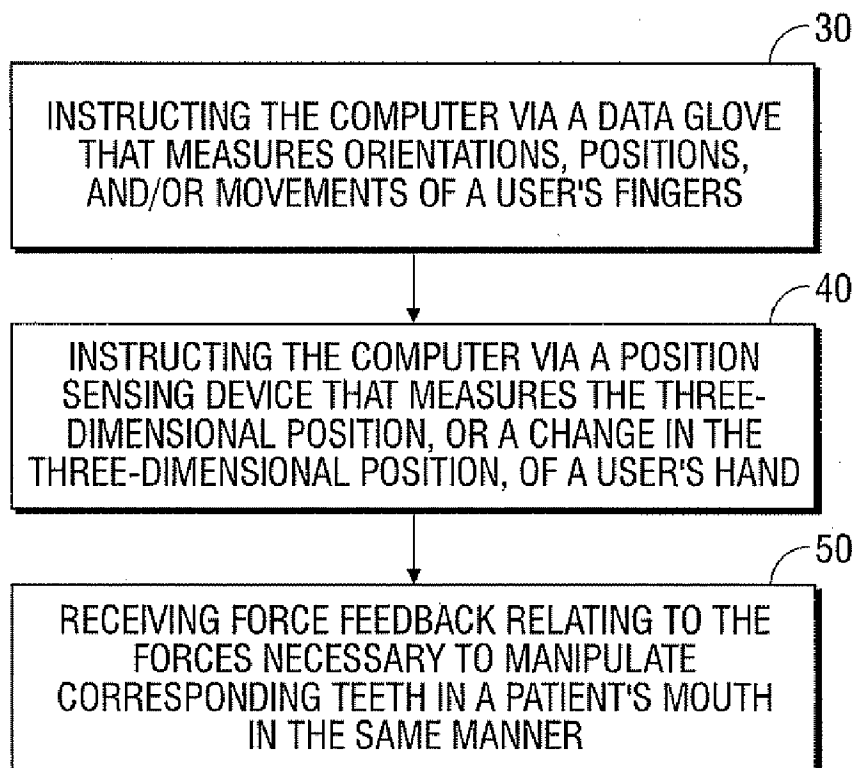 30
INSTRUCTING THE COMPUTER VIA A DATA GLOVE
THAT MEASURES ORIENTATIONS, POSITIONS,
AND/OR MOVEMENTS OF A USER'S FINGERS
40
INSTRUCTING THE COMPUTER VIA A POSITION
SENSING DEVICE THAT MEASURES THE THREE-
DIMENSIONAL POSITION, OR A CHANGE IN THE
THREE-DIMENSIONAL POSITION, OF A USER'S HAND
50
RECEIVING FORCE FEEDBACK RELATING TO THE
FORCES NECESSARY TO MANIPULATE
CORRESPONDING TEETH IN A PATIENT'S MOUTH
IN THE SAME MANNER